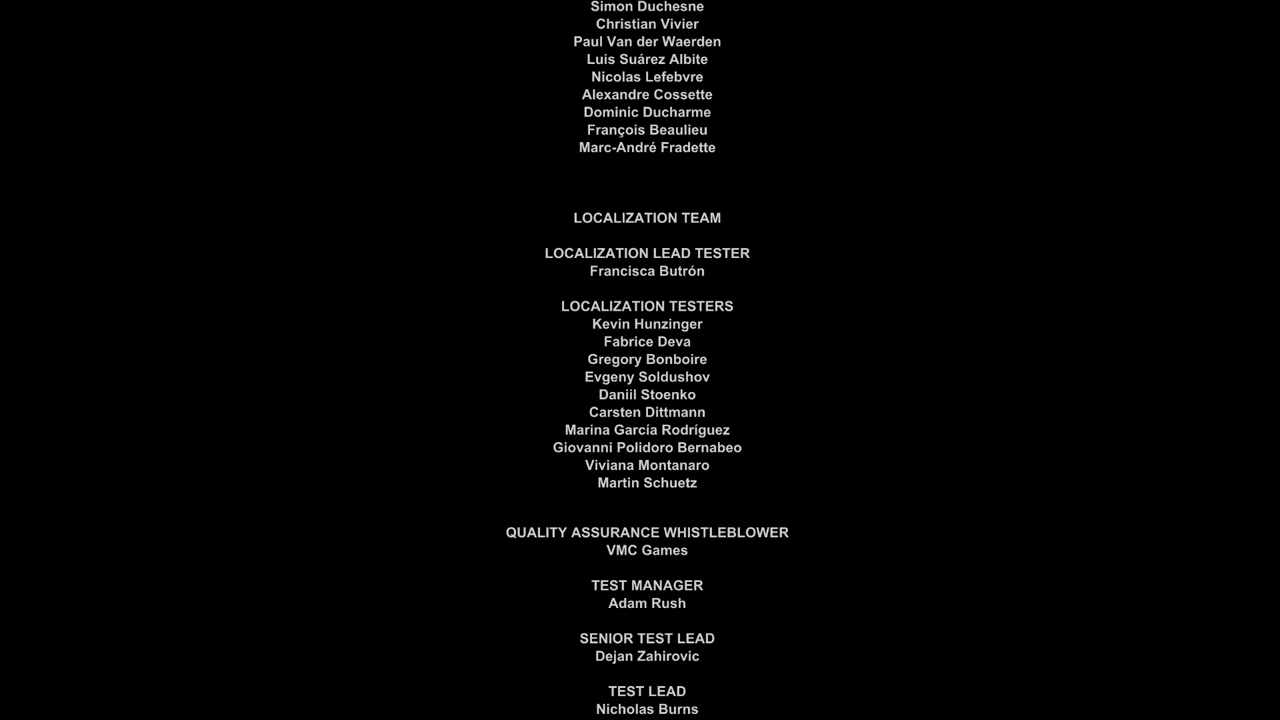 Simon Duchesne
Christian Vivier
Paul Van der Waerden
Luis Suárez Albite
Nicolas Lefebvre
Alexandre Cossette
Dominic Ducharme
François Beaulieu
Marc-André Fradette
LOCALIZATION TEAM
LOCALIZATION LEAD TESTER
Francisca Butrón
LOCALIZATION TESTERS
Kevin Hunzinger
Fabrice Deva
Gregory Bonboire
Evgeny Soldushov
Daniil Stoenko
Carsten Dittmann
Marina García Rodríguez
Giovanni Polidoro Bernabeo
Viviana Montanaro
Martin Schuetz
QUALITY ASSURANCE WHISTLEBLOWER
VMC Games
TEST MANAGER
Adam Rush
SENIOR TEST LEAD
Dejan Zahirovic
TEST LEAD
Nicholas Burns